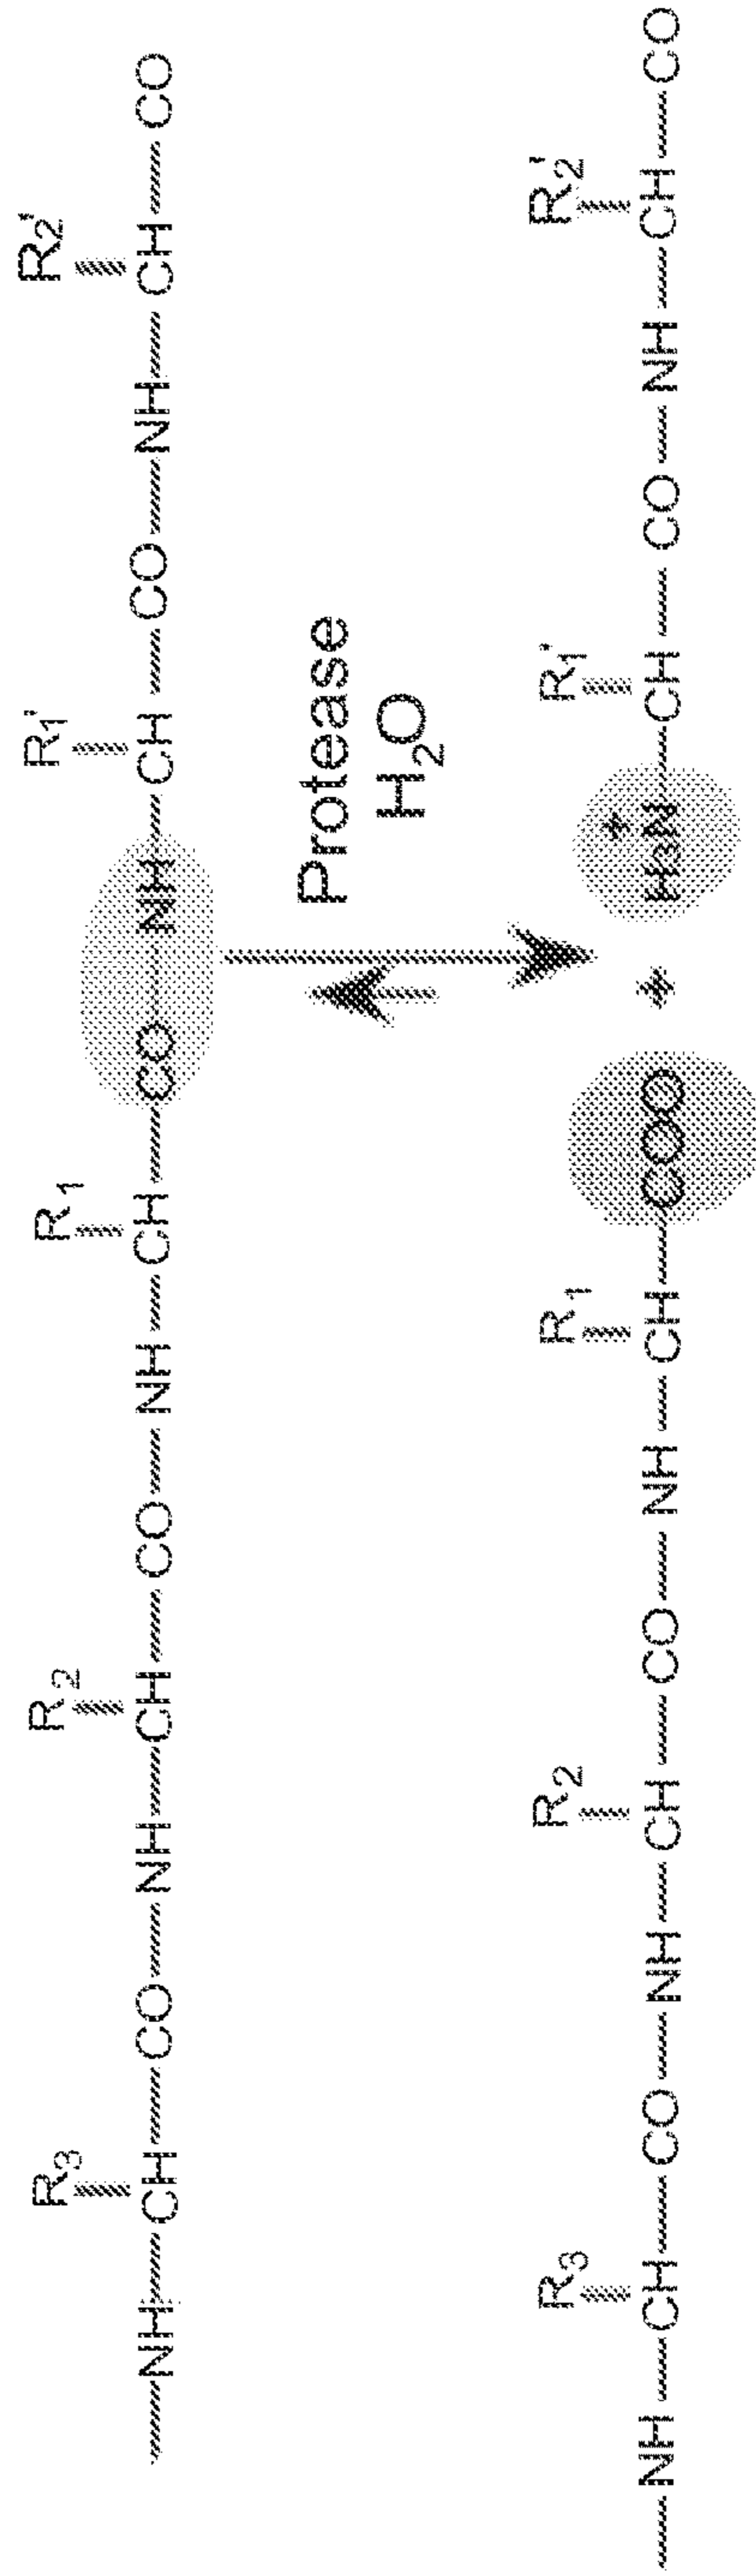 R₃ R₂ R₁ R₁' R₂'
—NH—CH—CO—NH—CH—CO—NH—CH—CO—NH—CH—CO—NH—CH—CO
Protease
H₂O
R₃ R₂ R₁ R₁' R₂'
—NH—CH—CO—NH—CH—CO—NH—CH—COO + H₃N⁺—CH—CO—NH—CH—CO